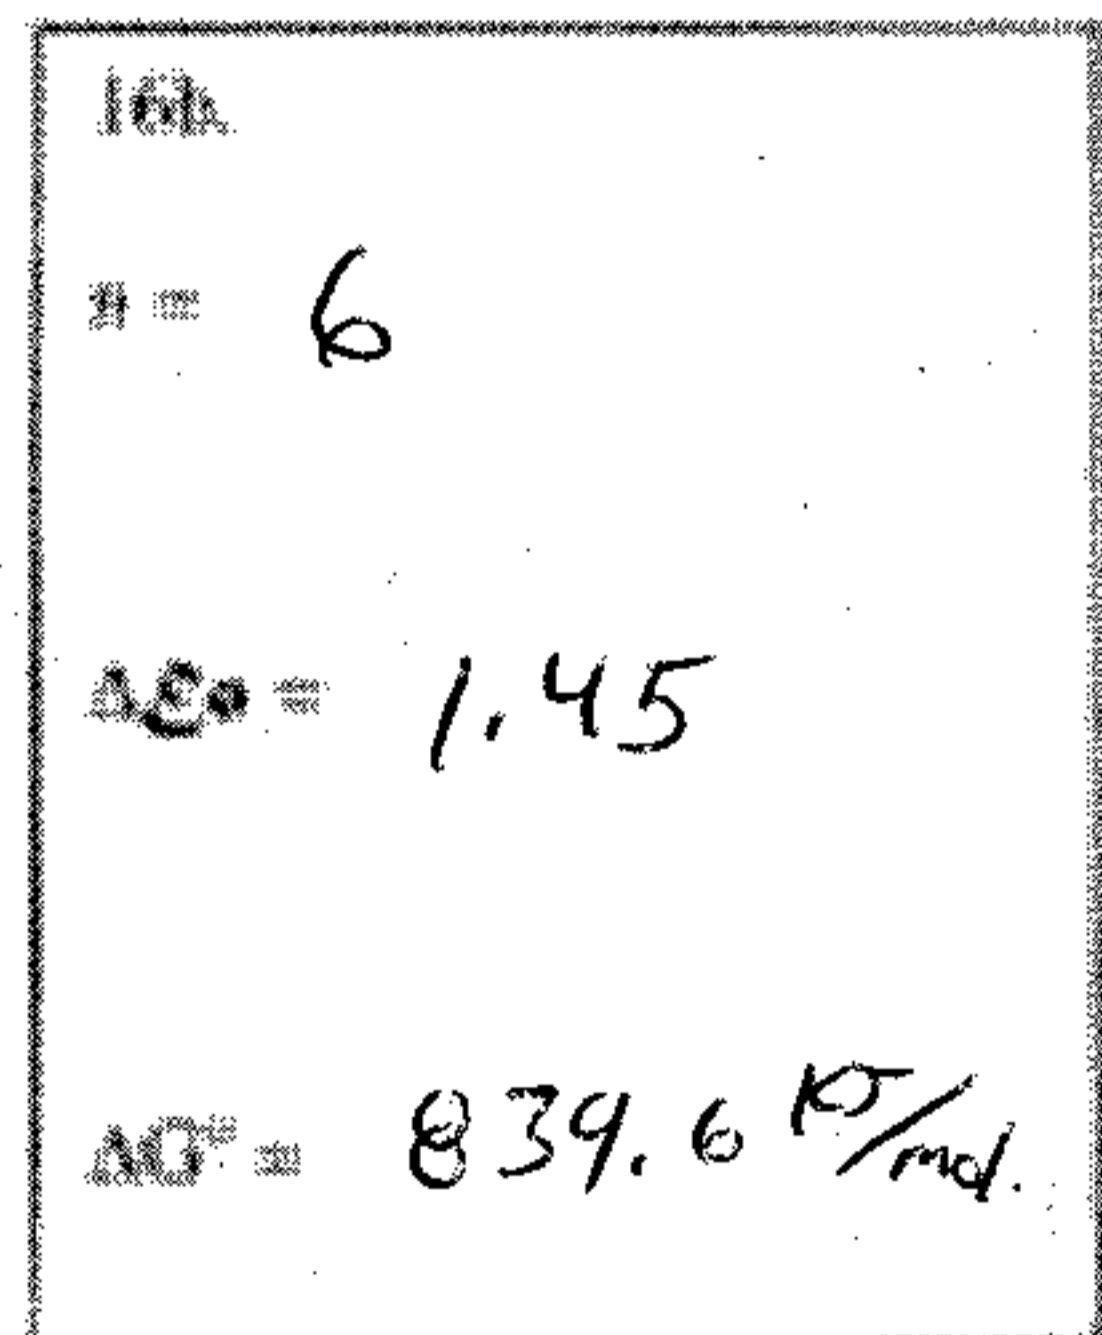 16b.
n = 6
Δℰo = 1.45
ΔG° = 839.6 kJ/mol.